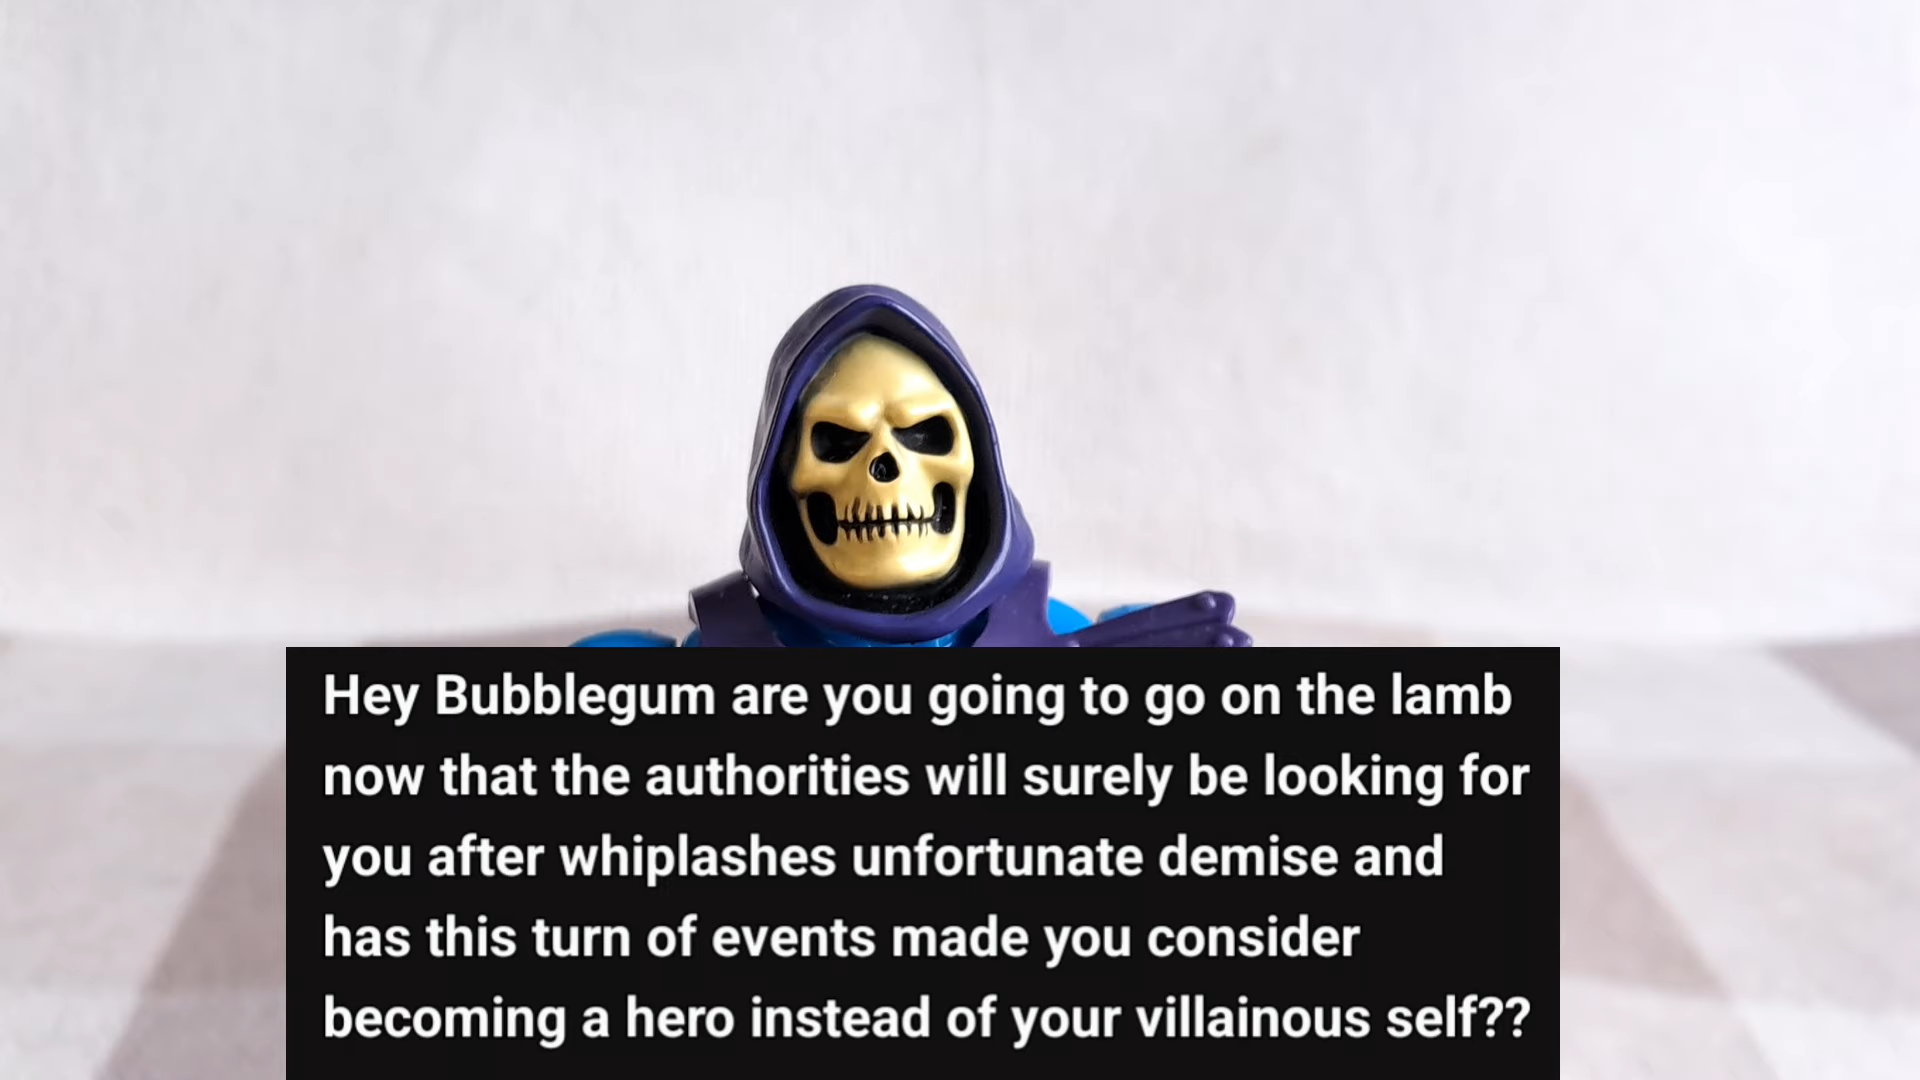 Hey Bubblegum are you going to go on the lamb
now that the authorities will surely be looking for
you after whiplashes unfortunate demise and
has this turn of events made you consider
becoming a hero instead of your villainous self??